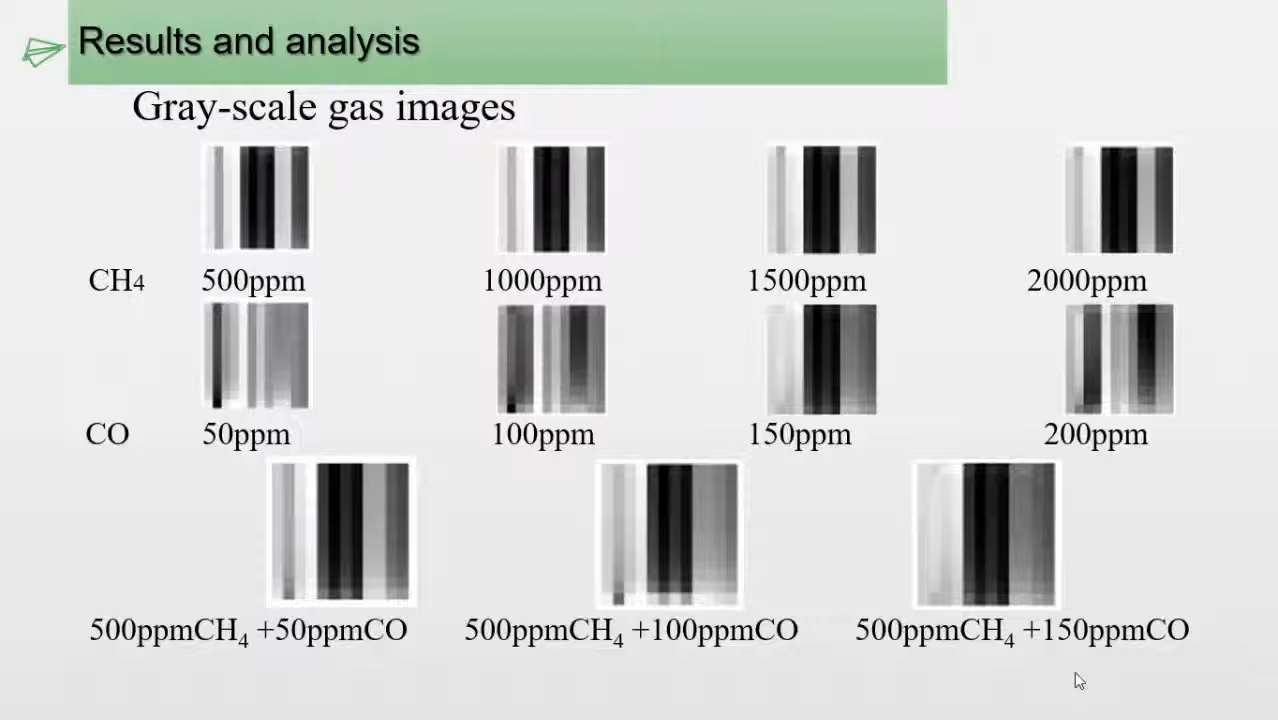 Results and analysis
Gray-scale gas images
CH4 500ppm 1000ppm 1500ppm 2000ppm
CO 50ppm 100ppm 150ppm 200ppm
500ppmCH₄ +50ppmCO 500ppmCH₄ +100ppmCO 500ppmCH₄ +150ppmCO